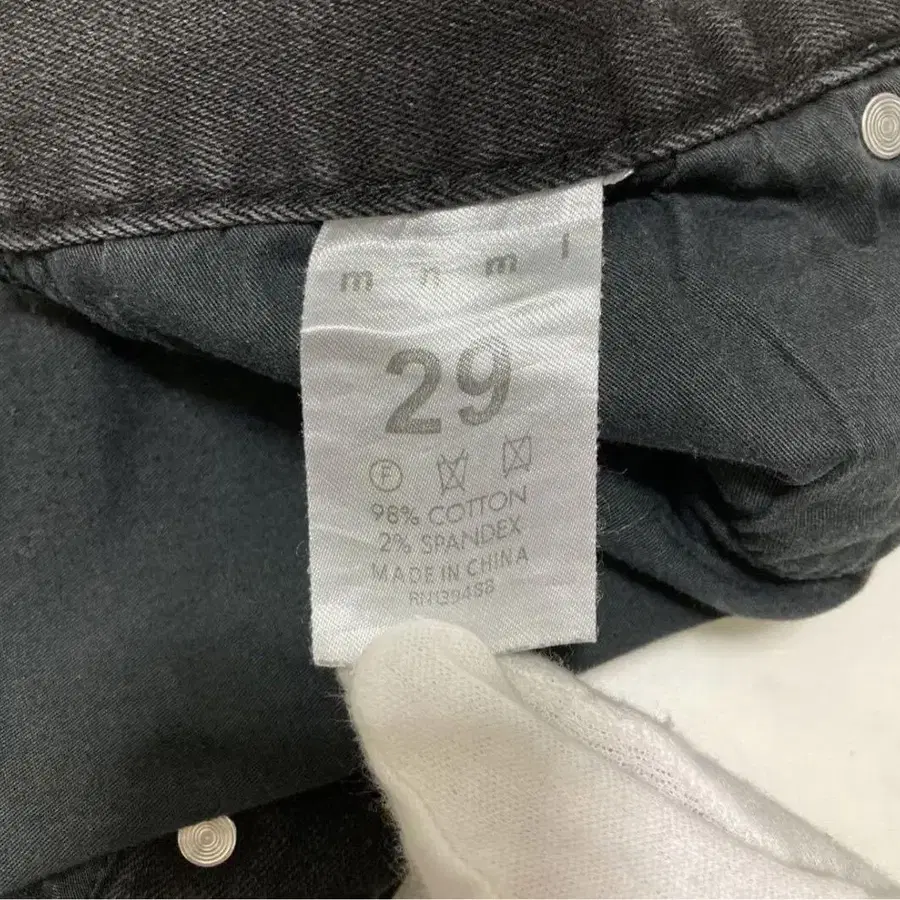 m n m l
29
F
98% COTTON
2% SPANDEX
MADE IN CHINA
RN139488